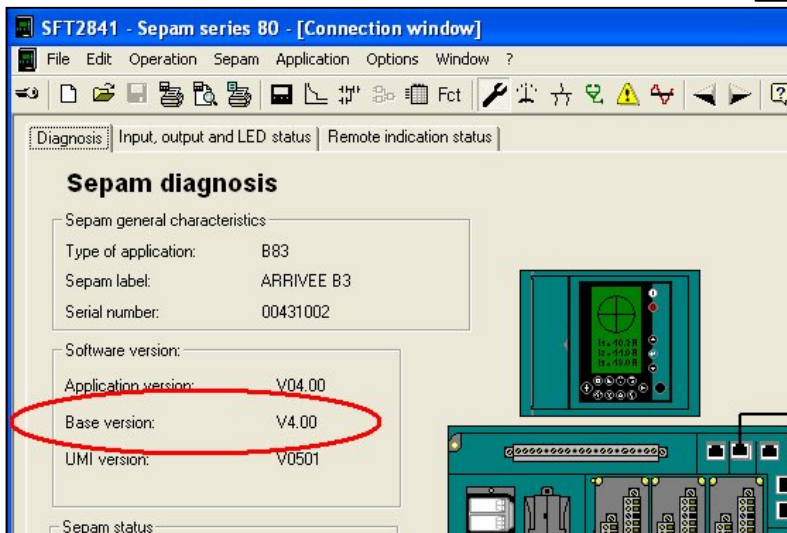 SFT2841 - Sepam series 80 - [Connection window]
File Edit Operation Sepam Application Options Window ?
Fct
Diagnosis Input, output and LED status Remote indication status
Sepam diagnosis
Sepam general characteristics
Type of application: B83
Sepam label: ARRIVEE B3
Serial number: 00431002
Software version:
Application version: V04.00
Base version: V4.00
UMI version: V0501
Sepam status